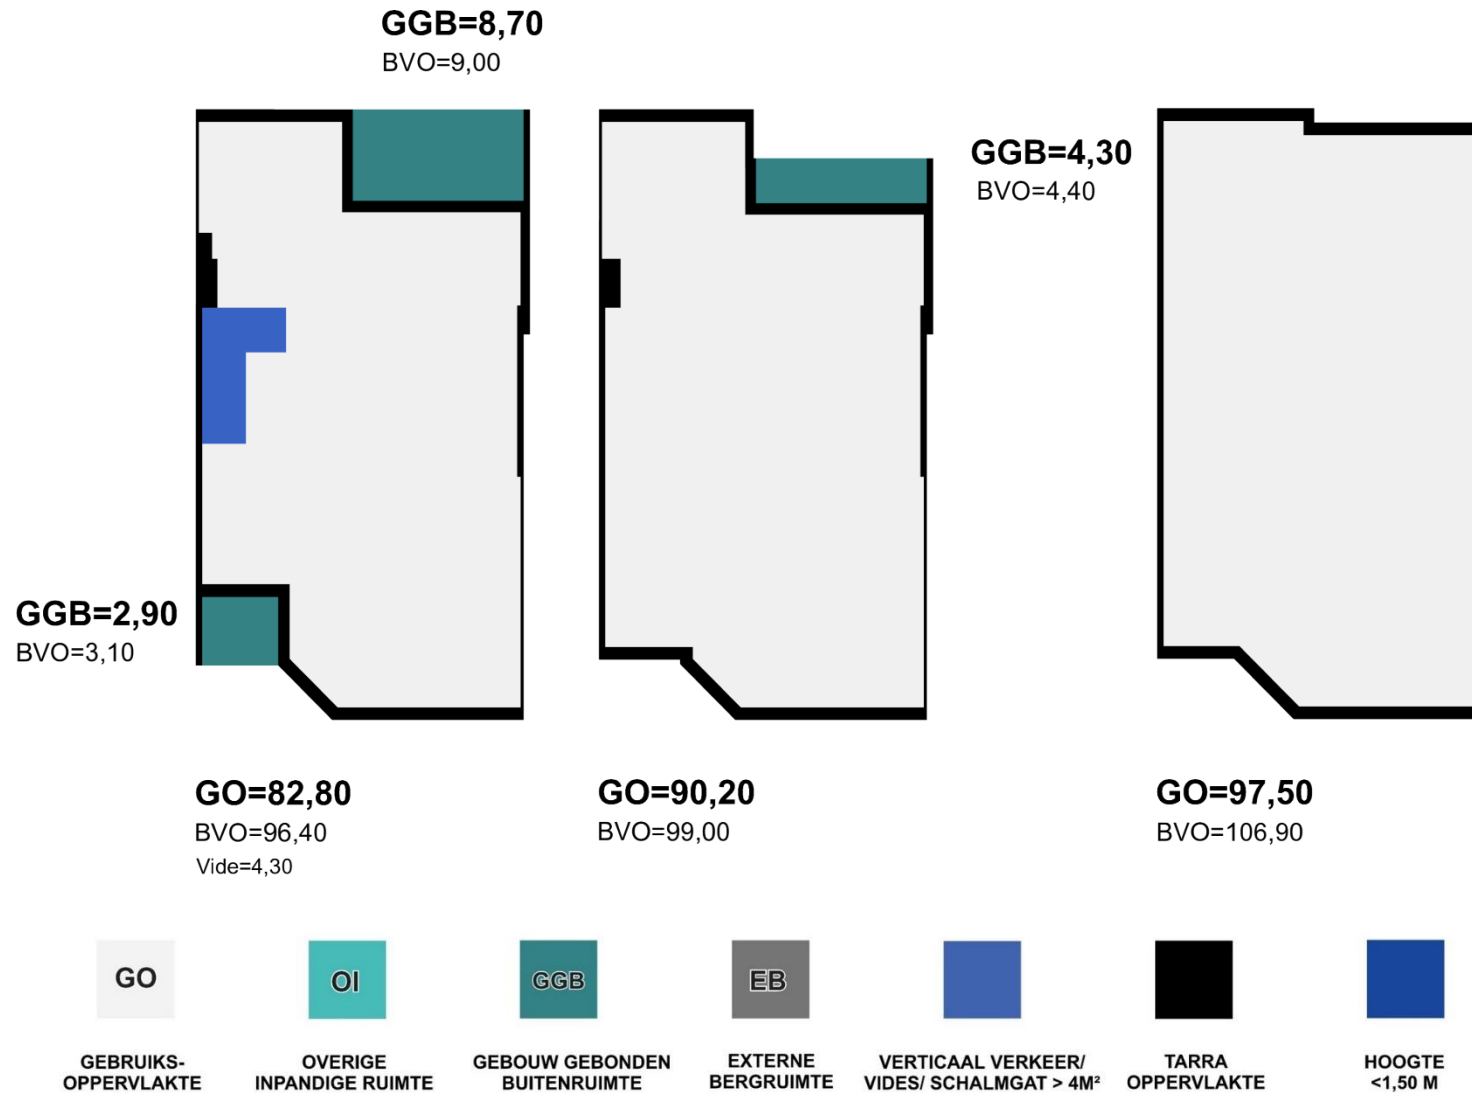 GGB=8,70
BVO=9,00
GGB=4,30
BVO=4,40
GGB=2,90
BVO=3,10
GO=82,80
BVO=96,40
Vide=4,30
GO=90,20
BVO=99,00
GO=97,50
BVO=106,90
GO
OI
GGB
EB
GEBRUIKS-
OPPERVLAKTE
OVERIGE
INPANDIGE RUIMTE
GEBOUW GEBONDEN
BUITENRUIMTE
EXTERNE
BERGRUIMTE
VERTICAAL VERKEER/
VIDES/ SCHALMGAT > 4M²
TARRA
OPPERVLAKTE
HOOGTE
<1,50 M